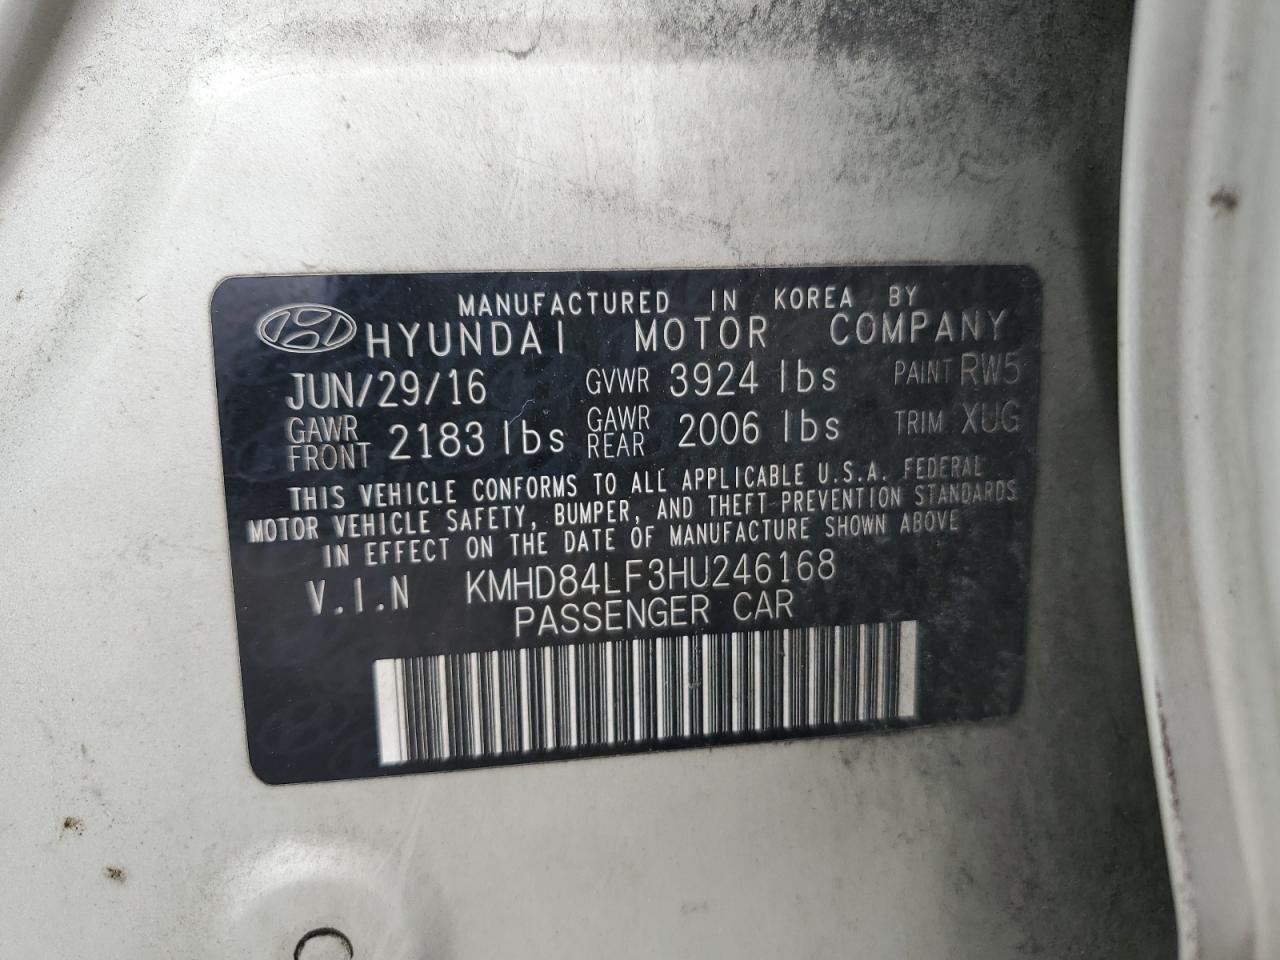 MANUFACTURED IN KOREA BY
HYUNDAI MOTOR COMPANY
JUN/29/16 GVWR 3924 lbs PAINT RW5
GAWR FRONT 2183 lbs GAWR REAR 2006 lbs TRIM XUG
THIS VEHICLE CONFORMS TO ALL APPLICABLE U.S.A. FEDERAL
MOTOR VEHICLE SAFETY, BUMPER, AND THEFT PREVENTION STANDARDS
IN EFFECT ON THE DATE OF MANUFACTURE SHOWN ABOVE
V.I.N KMHD84LF3HU246168
PASSENGER CAR